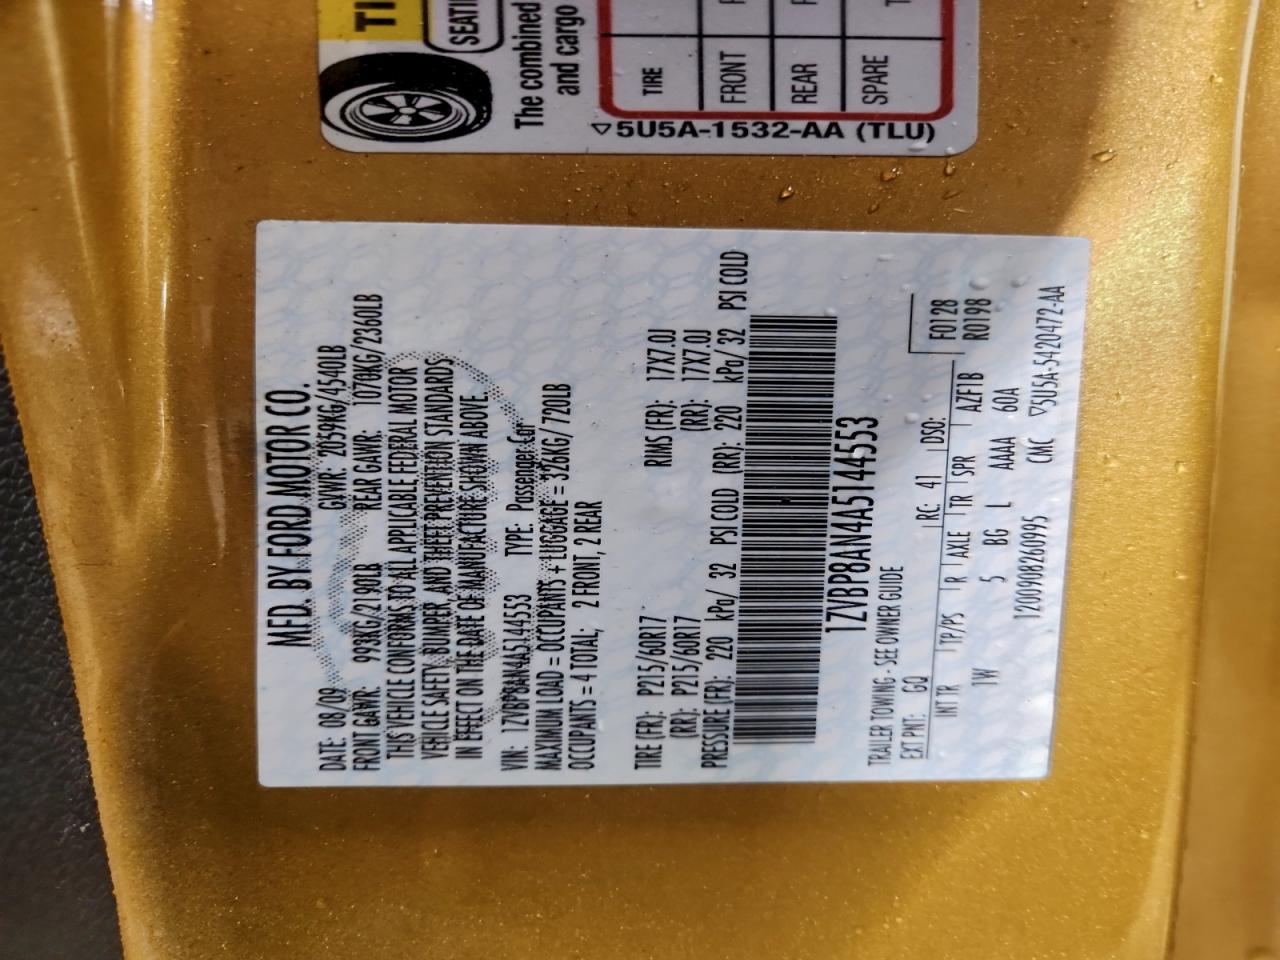 TI
SEATI
The combined
and cargo
TIRE
FRONT F
REAR F
SPARE T
5U5A-1532-AA (TLU)
MFD. BY FORD MOTOR CO.
DATE: 08/09 GVWR: 2059KG/4540LB
FRONT GAWR: 993KG/2190LB REAR GAWR: 1070KG/2360LB
THIS VEHICLE CONFORMS TO ALL APPLICABLE FEDERAL MOTOR
VEHICLE SAFETY, BUMPER, AND THEFT PREVENTION STANDARDS
IN EFFECT ON THE DATE OF MANUFACTURE SHOWN ABOVE.
VIN: 1ZVBP8AN4A5144553 TYPE: Passenger Car
MAXIMUM LOAD = OCCUPANTS + LUGGAGE = 326KG/ 720LB
OCCUPANTS = 4 TOTAL; 2 FRONT, 2 REAR
TIRE (FR): P215/60R17 RIMS (FR): 17X7.0J
(RR): P215/60R17 (RR): 17X7.0J
PRESSURE (FR): 220 kPa/ 32 PSI COLD (RR): 220 kPa/ 32 PSI COLD
1ZVBP8AN4A5144553
TRAILER TOWING - SEE OWNER GUIDE
EXT PNT: GQ RC: 41 DSO: F0128
INTR TP/PS R AXLE TR SPR AZF1B R0198
1W 5 BG L AAAA 60A
1200908260995 CMC 5U5A-5420472-AA